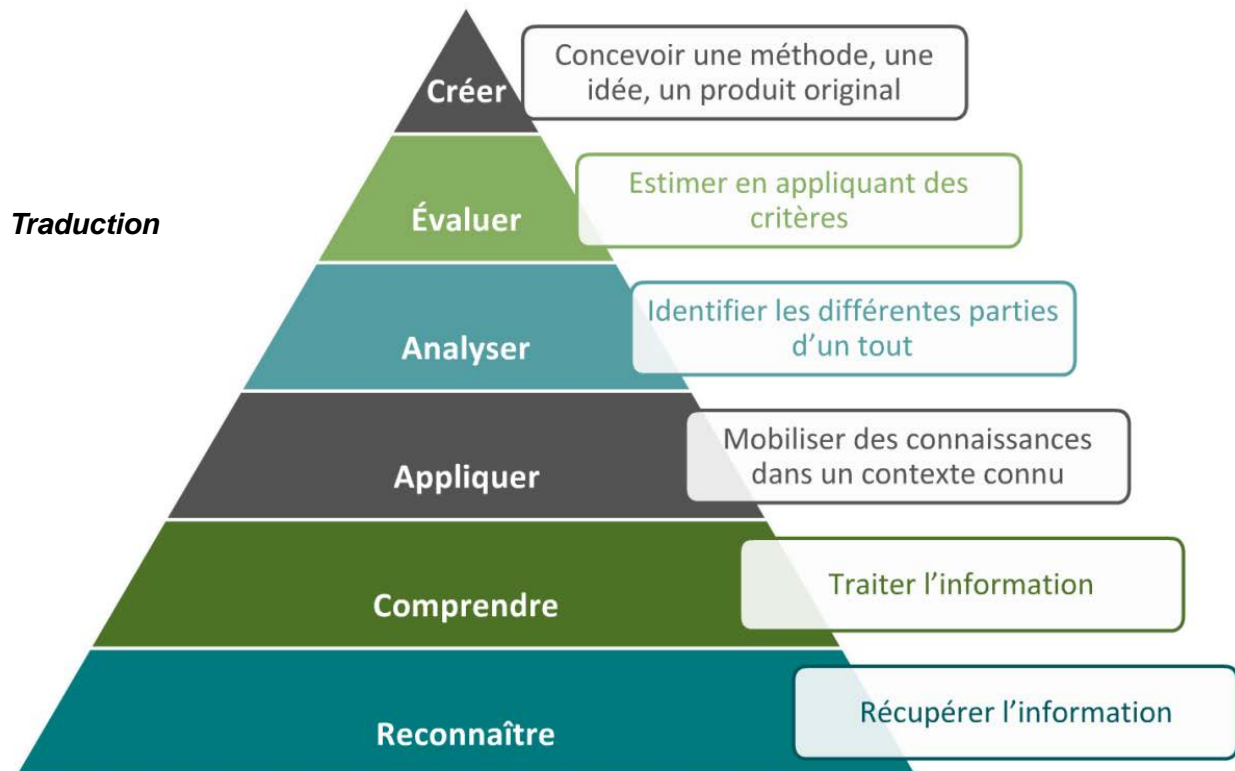 Concevoir une méthode, une
idée, un produit original
Créer
Estimer en appliquant des
critères
Traduction
Évaluer
Identifier les différentes parties
d'un tout
Analyser
Mobiliser des connaissances
dans un contexte connu
Appliquer
Traiter l'information
Comprendre
Récupérer l'information
Reconnaître